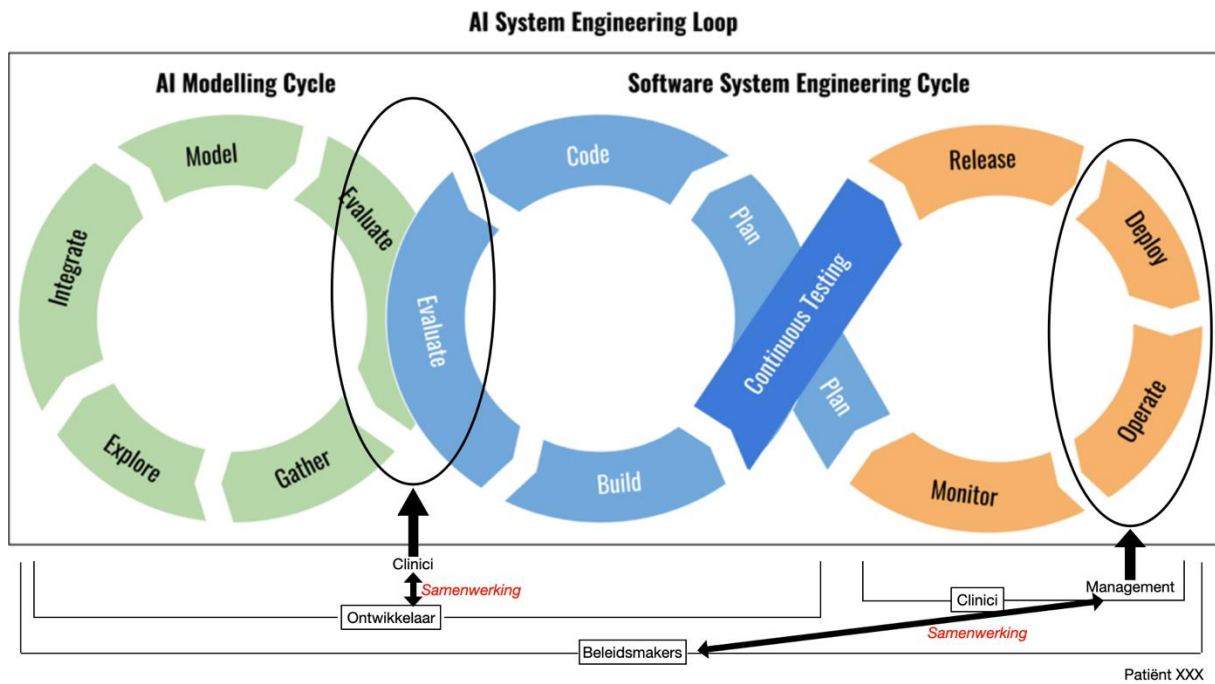 AI System Engineering Loop
AI Modelling Cycle
Software System Engineering Cycle
Model
Evaluate
Integrate
Explore
Gather
Evaluate
Code
Plan
Continuous Testing
Plan
Build
Release
Deploy
Operate
Monitor
Clinici
Samenwerking
Ontwikkelaar
Management
Clinici
Samenwerking
Beleidsmakers
Patiënt XXX